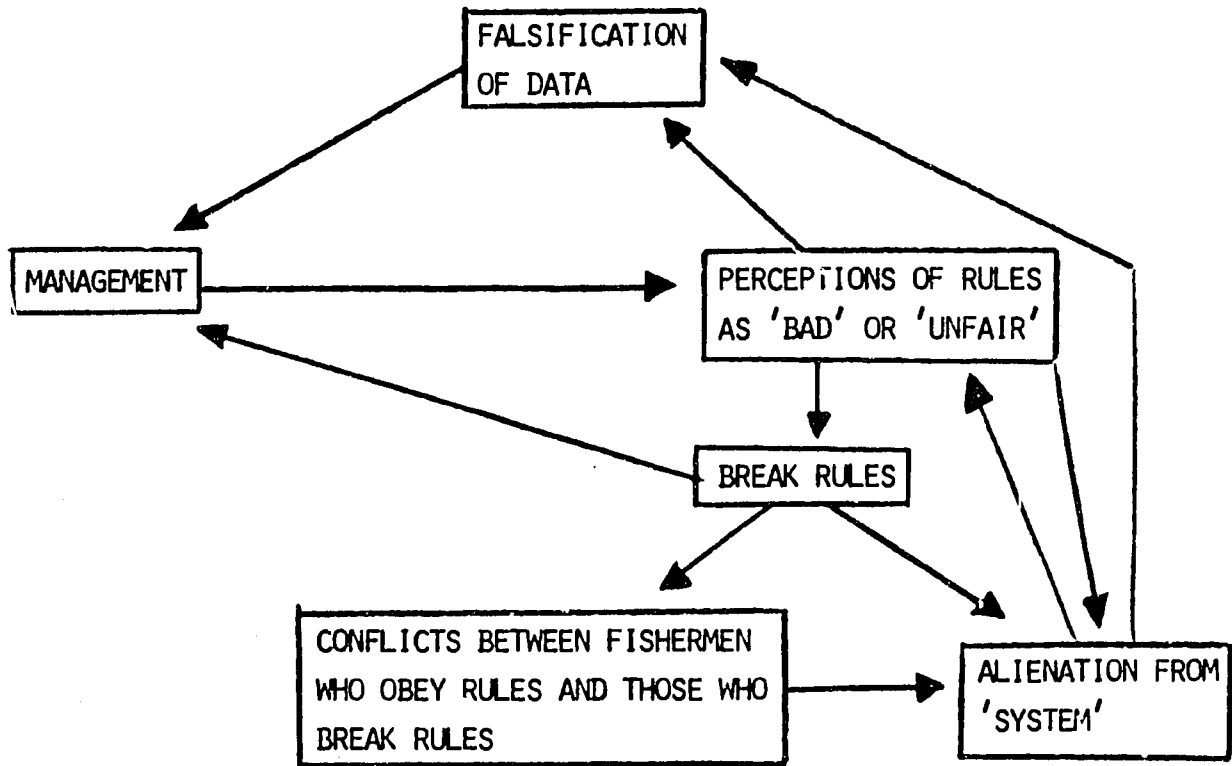 FALSIFICATION
OF DATA
MANAGEMENT
PERCEPTIONS OF RULES
AS 'BAD' OR 'UNFAIR'
BREAK RULES
CONFLICTS BETWEEN FISHERMEN
WHO OBEY RULES AND THOSE WHO
BREAK RULES
ALIENATION FROM
'SYSTEM'